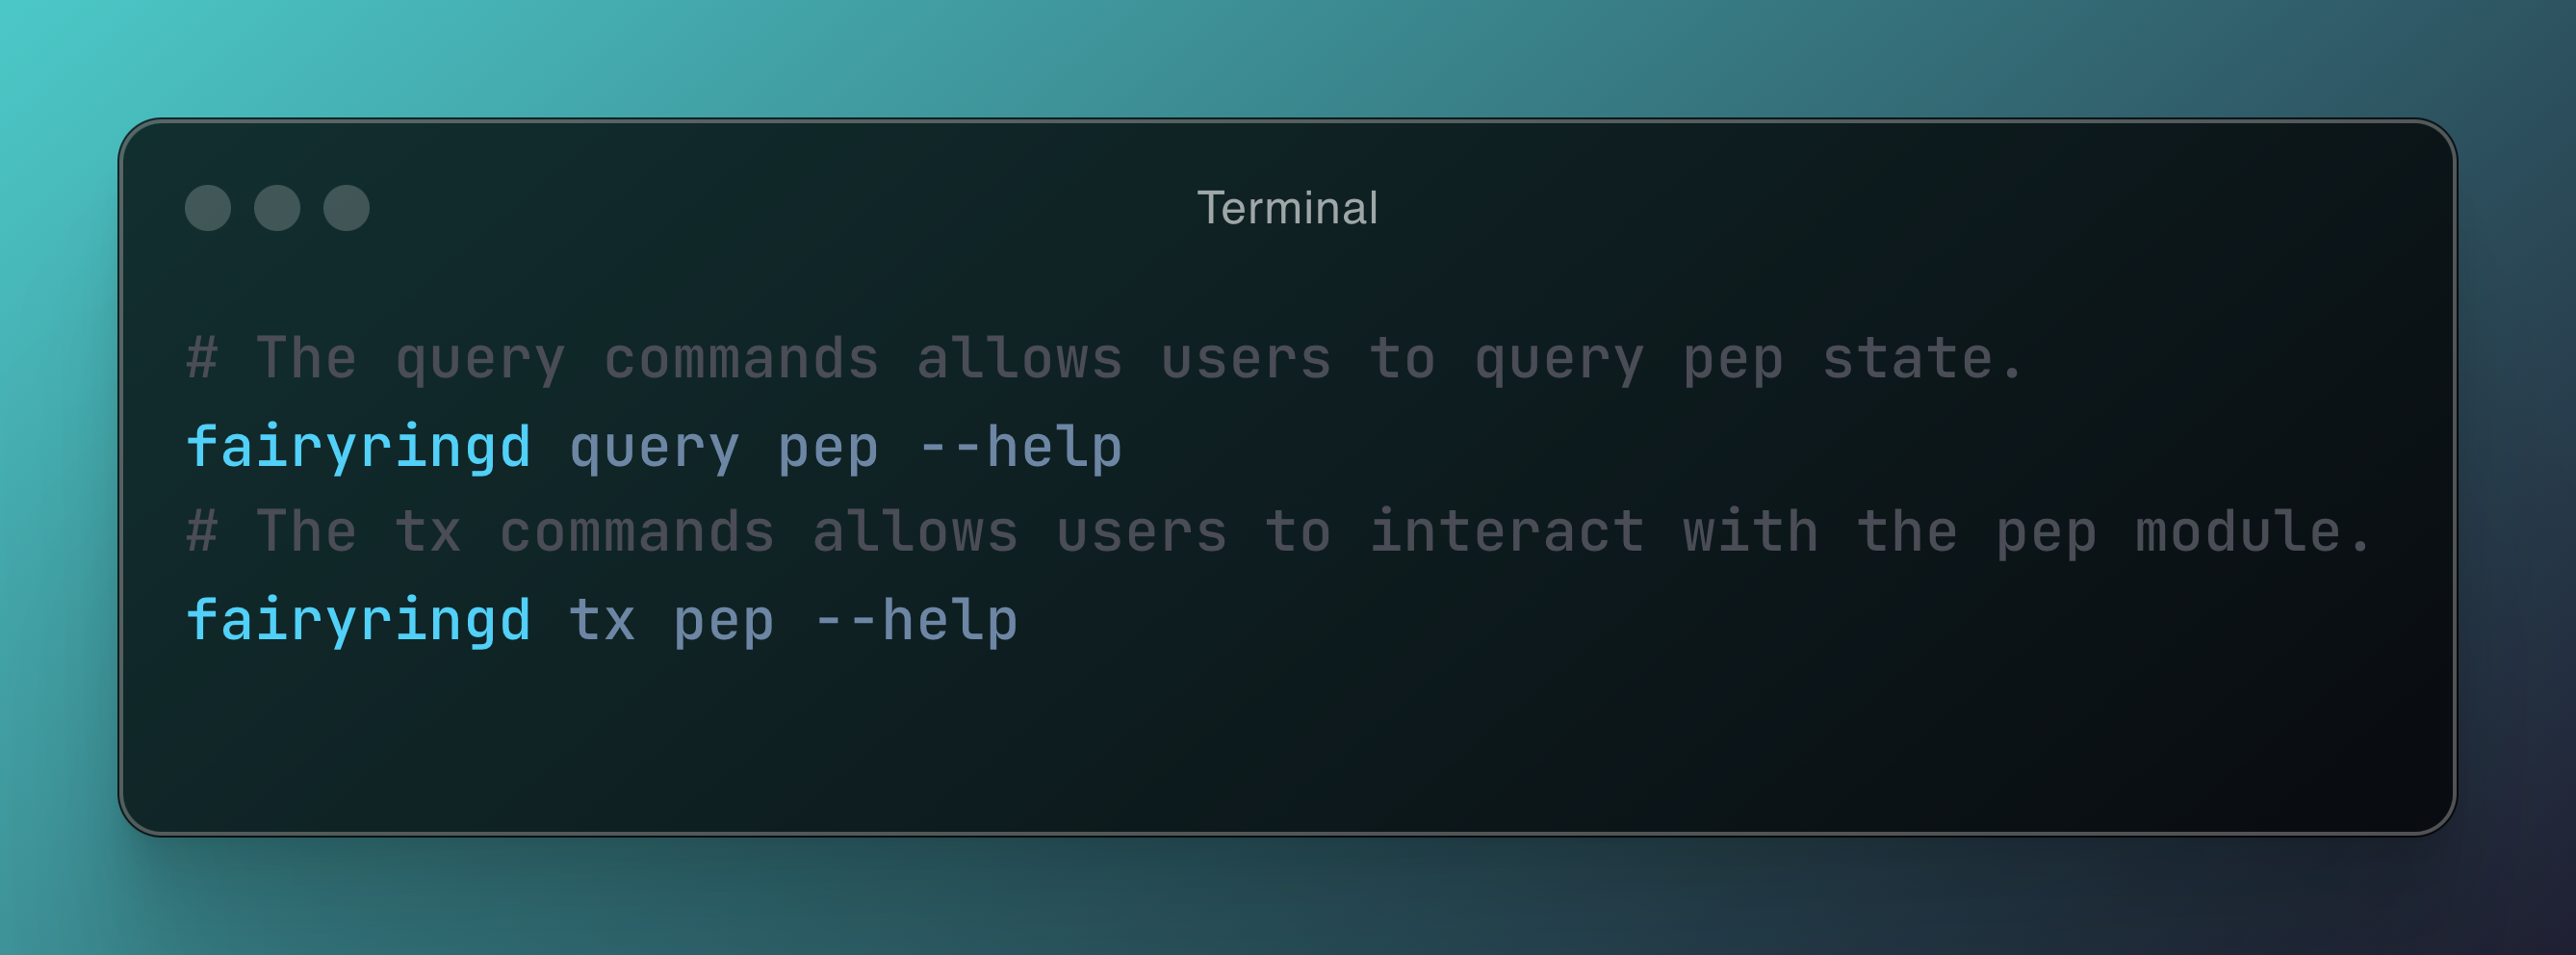 Terminal
# The query commands allows users to query pep state.
fairyringd query pep --help
# The tx commands allows users to interact with the pep module.
fairyringd tx pep --help